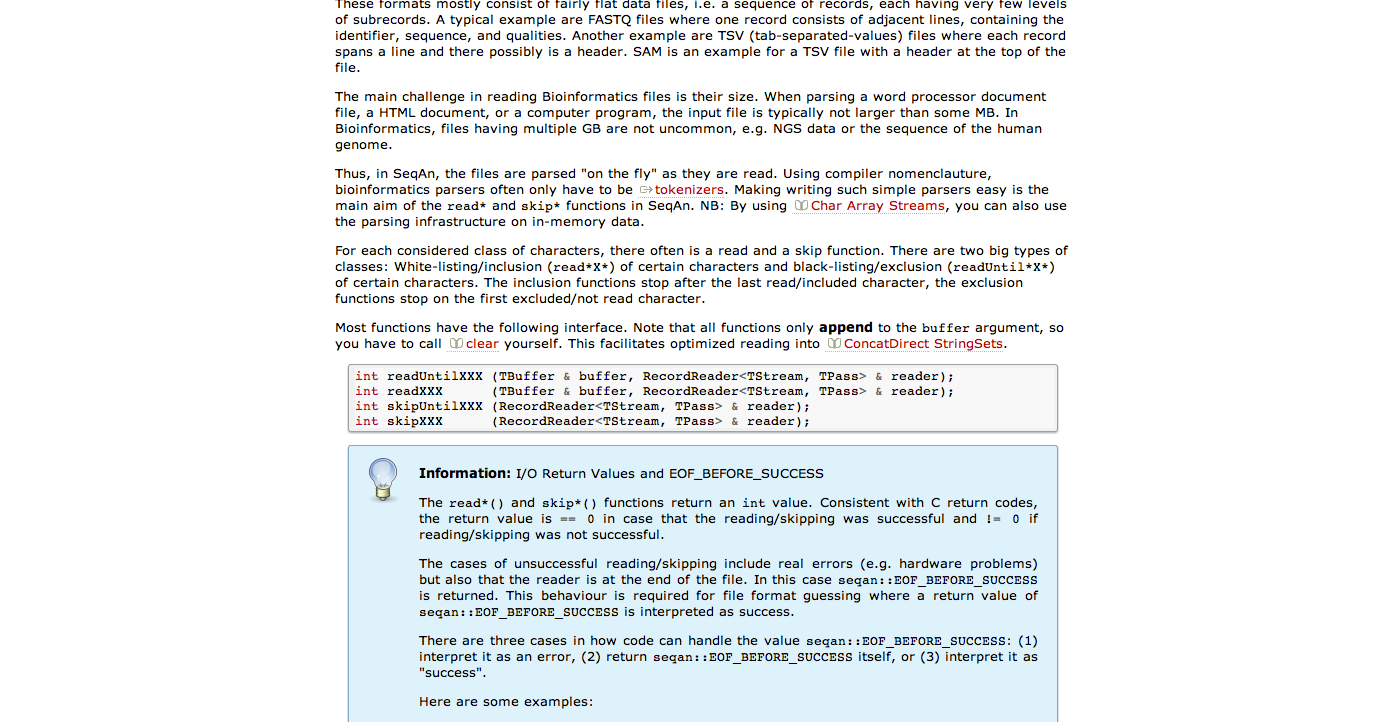 These formats mostly consist of fairly flat data files, i.e. a sequence of records, each having very few levels
of subrecords. A typical example are FASTQ files where one record consists of adjacent lines, containing the
identifier, sequence, and qualities. Another example are TSV (tab-separated-values) files where each record
spans a line and there possibly is a header. SAM is an example for a TSV file with a header at the top of the
file.
The main challenge in reading Bioinformatics files is their size. When parsing a word processor document
file, a HTML document, or a computer program, the input file is typically not larger than some MB. In
Bioinformatics, files having multiple GB are not uncommon, e.g. NGS data or the sequence of the human
genome.
Thus, in SeqAn, the files are parsed "on the fly" as they are read. Using compiler nomenclauture,
bioinformatics parsers often only have to be tokenizers. Making writing such simple parsers easy is the
main aim of the read* and skip* functions in SeqAn. NB: By using Char Array Streams, you can also use
the parsing infrastructure on in-memory data.
For each considered class of characters, there often is a read and a skip function. There are two big types of
classes: White-listing/inclusion (read*X*) of certain characters and black-listing/exclusion (readUntil*X*)
of certain characters. The inclusion functions stop after the last read/included character, the exclusion
functions stop on the first excluded/not read character.
Most functions have the following interface. Note that all functions only append to the buffer argument, so
you have to call clear yourself. This facilitates optimized reading into ConcatDirect StringSets.
int readUntilXXX (TBuffer & buffer, RecordReader<TStream, TPass> & reader);
int readXXX      (TBuffer & buffer, RecordReader<TStream, TPass> & reader);
int skipUntilXXX (RecordReader<TStream, TPass> & reader);
int skipXXX      (RecordReader<TStream, TPass> & reader);
Information: I/O Return Values and EOF_BEFORE_SUCCESS
The read*() and skip*() functions return an int value. Consistent with C return codes,
the return value is == 0 in case that the reading/skipping was successful and != 0 if
reading/skipping was not successful.
The cases of unsuccessful reading/skipping include real errors (e.g. hardware problems)
but also that the reader is at the end of the file. In this case seqan::EOF_BEFORE_SUCCESS
is returned. This behaviour is required for file format guessing where a return value of
seqan::EOF_BEFORE_SUCCESS is interpreted as success.
There are three cases in how code can handle the value seqan::EOF_BEFORE_SUCCESS: (1)
interpret it as an error, (2) return seqan::EOF_BEFORE_SUCCESS itself, or (3) interpret it as
"success".
Here are some examples: